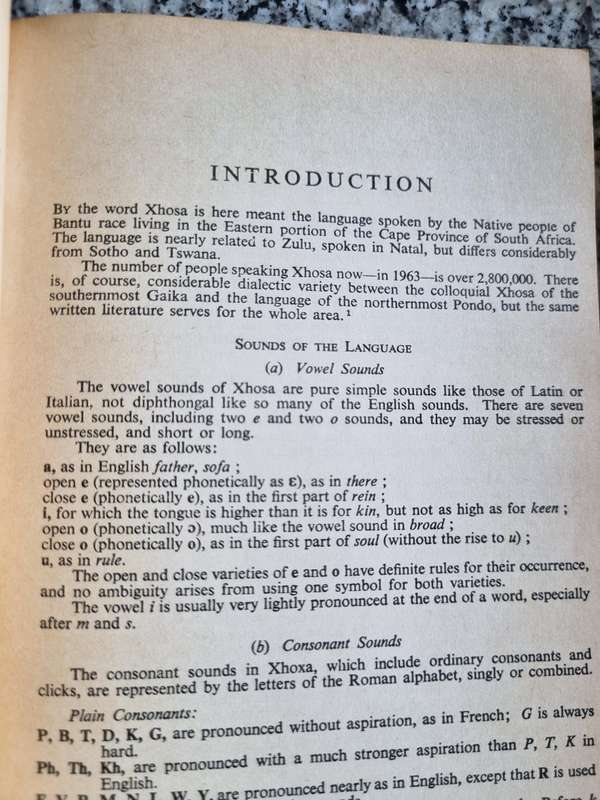 INTRODUCTION
BY the word Xhosa is here meant the language spoken by the Native people of
Bantu race living in the Eastern portion of the Cape Province of South Africa.
The language is nearly related to Zulu, spoken in Natal, but differs considerably
from Sotho and Tswana.
The number of people speaking Xhosa now—in 1963—is over 2,800,000. There
is, of course, considerable dialectic variety between the colloquial Xhosa of the
southernmost Gaika and the language of the northernmost Pondo, but the same
written literature serves for the whole area.¹
SOUNDS OF THE LANGUAGE
(a) Vowel Sounds
The vowel sounds of Xhosa are pure simple sounds like those of Latin or
Italian, not diphthongal like so many of the English sounds. There are seven
vowel sounds, including two e and two o sounds, and they may be stressed or
unstressed, and short or long.
They are as follows:
a, as in English father, sofa ;
open e (represented phonetically as ɛ), as in there ;
close e (phonetically e), as in the first part of rein ;
i, for which the tongue is higher than it is for kin, but not as high as for keen ;
open o (phonetically ɔ), much like the vowel sound in broad ;
close o (phonetically o), as in the first part of soul (without the rise to u) ;
u, as in rule.
The open and close varieties of e and o have definite rules for their occurrence,
and no ambiguity arises from using one symbol for both varieties.
The vowel i is usually very lightly pronounced at the end of a word, especially
after m and s.
(b) Consonant Sounds
The consonant sounds in Xhoxa, which include ordinary consonants and
clicks, are represented by the letters of the Roman alphabet, singly or combined.
Plain Consonants:
P, B, T, D, K, G, are pronounced without aspiration, as in French; G is always
hard.
Ph, Th, Kh, are pronounced with a much stronger aspiration than P, T, K in
English.
F, V, R, M, N, L, W, Y, are pronounced nearly as in English, except that R is used